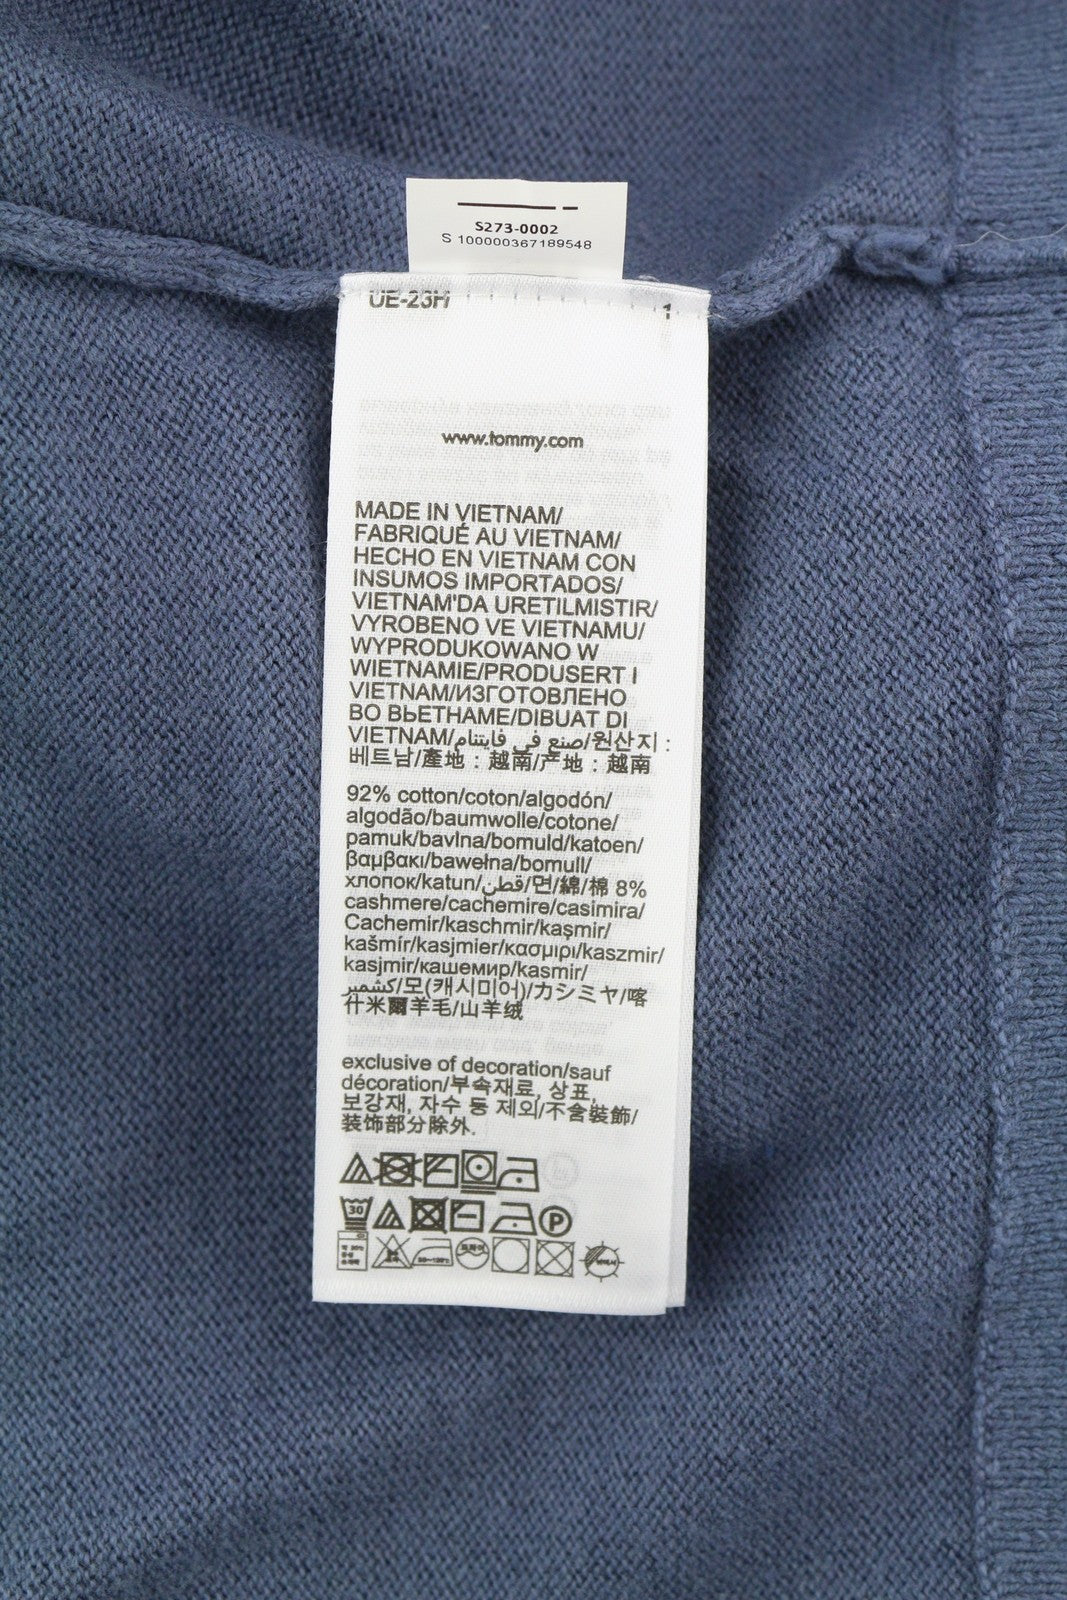 S273-0002
S 100000367189548
UE-23H 1
www.tommy.com
MADE IN VIETNAM/
FABRIQUÉ AU VIETNAM/
HECHO EN VIETNAM CON
INSUMOS IMPORTADOS/
VIETNAM'DA URETILMISTIR/
VYROBENO VE VIETNAMU/
WYPRODUKOWANO W
WIETNAMIE/PRODUSERT I
VIETNAM/ИЗГОТОВЛЕНО
ВО ВЬЕТНАМЕ/DIBUAT DI
VIETNAM/صنع في فايتنام/원산지 :
베트남/產地 : 越南/产地 : 越南
92% cotton/coton/algodón/
algodão/baumwolle/cotone/
pamuk/bavlna/bomuld/katoen/
βαμβακι/bawełna/bomull/
хлопок/katun/قطن/면/綿/棉 8%
cashmere/cachemire/casimira/
Cachemir/kaschmir/kaşmir/
kašmír/kasjmier/κασμιρι/kaszmir/
kasjmir/кашемир/kasmir/
كشمير/모(캐시미어)/カシミヤ/喀
什米爾羊毛/山羊绒
exclusive of decoration/sauf
décoration/부속재료, 상표,
보강재, 자수 등 제외/不含裝飾/
装饰部分除外.
30
P